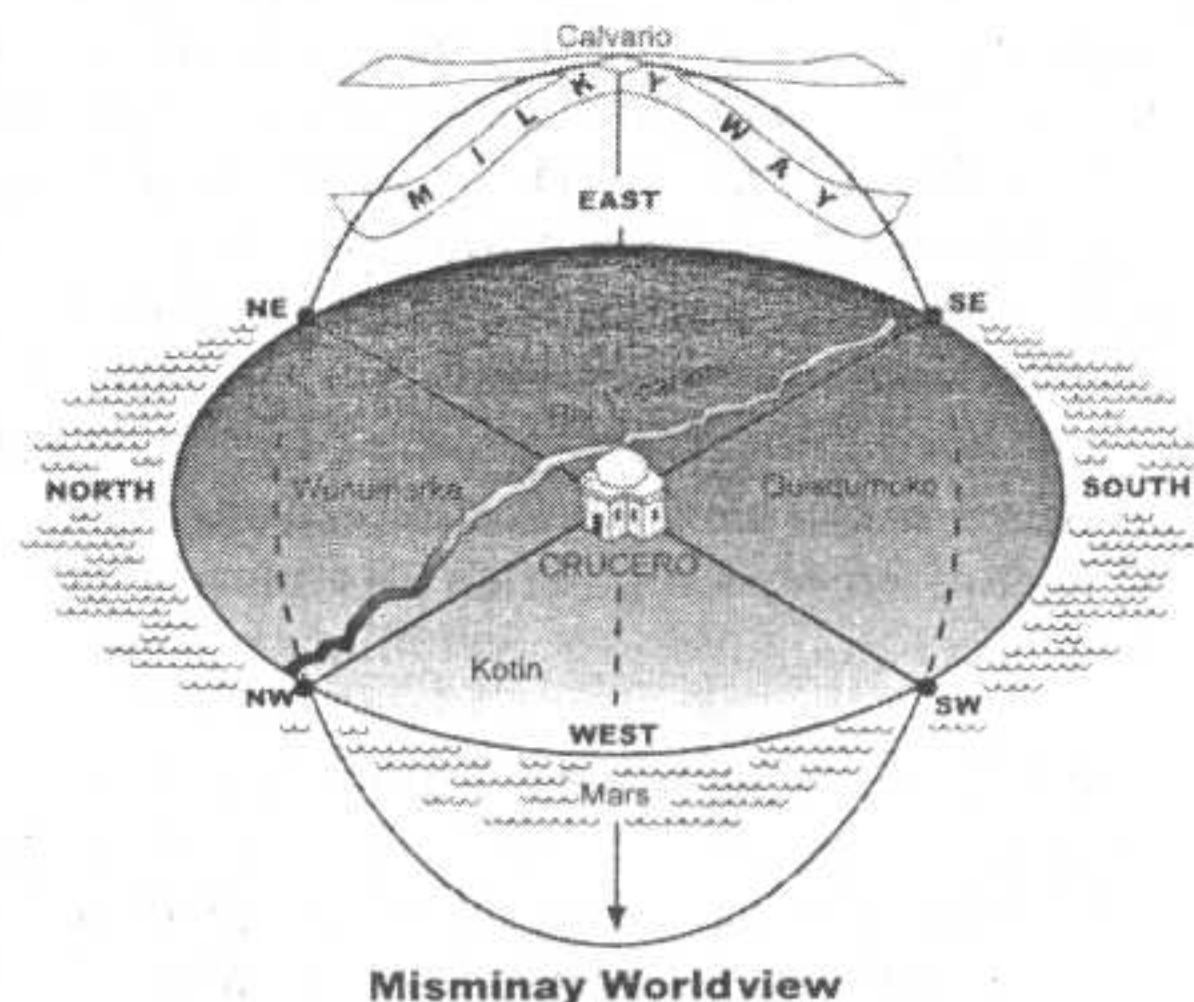 Calvario
MILKY WAY
EAST
NE
SE
NORTH
SOUTH
CRUCERO
Kotin
NW
SW
WEST
Mars
Misminay Worldview